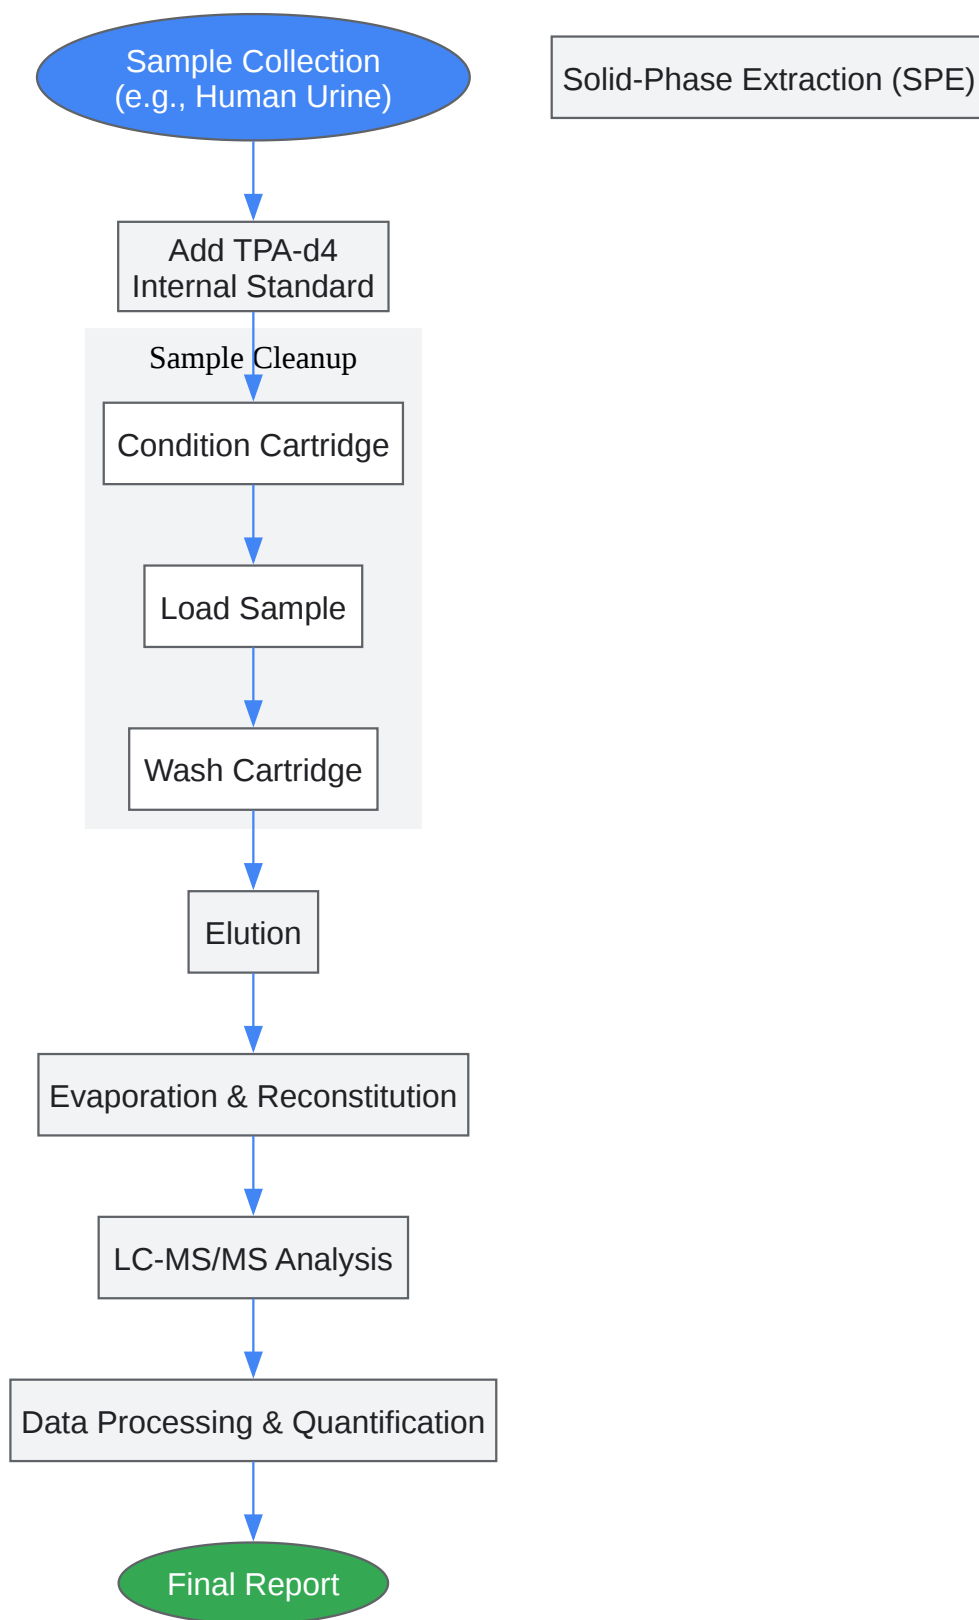 Sample Collection
(e.g., Human Urine)
Solid-Phase Extraction (SPE)
Add TPA-d4
Internal Standard
Sample Cleanup
Condition Cartridge
Load Sample
Wash Cartridge
Elution
Evaporation & Reconstitution
LC-MS/MS Analysis
Data Processing & Quantification
Final Report